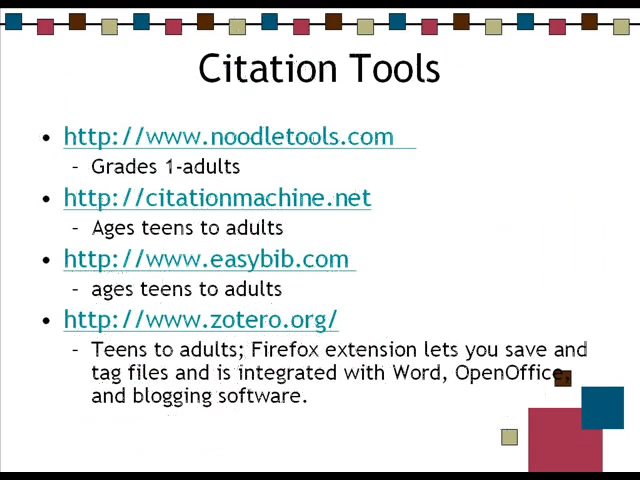 Citation Tools
• http://www.noodletools.com
– Grades 1-adults
• http://citationmachine.net
– Ages teens to adults
• http://www.easybib.com
– ages teens to adults
• http://www.zotero.org/
– Teens to adults; Firefox extension lets you save and
tag files and is integrated with Word, OpenOffice,
and blogging software.